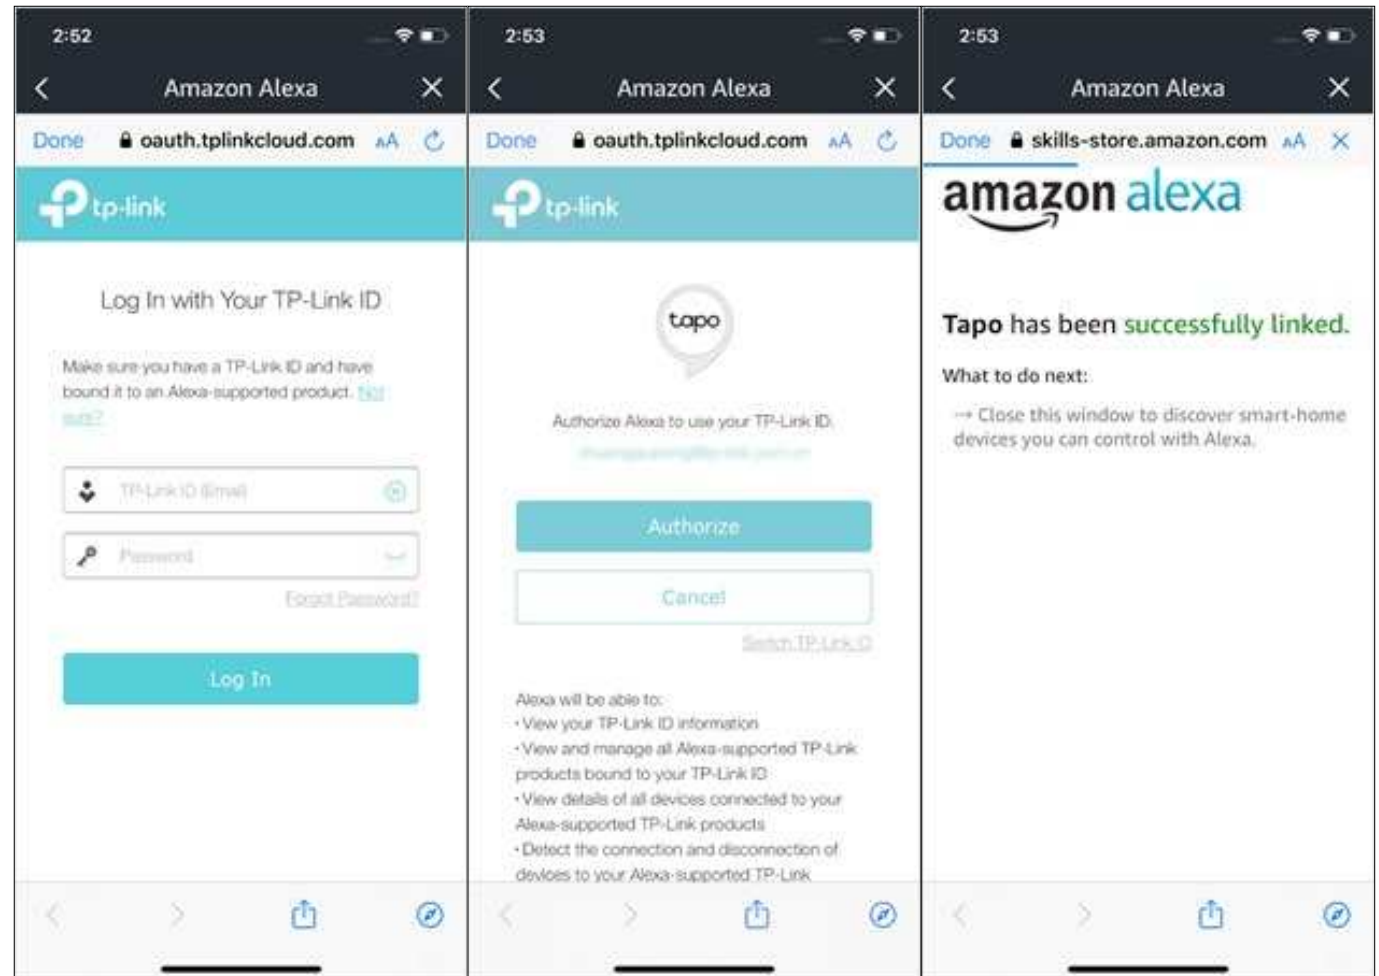 2:52
Amazon Alexa
Done oauth.tplinkcloud.com AA
tp-link
Log In with Your TP-Link ID
Make sure you have a TP-Link ID and have
bound it to an Alexa-supported product. Not
sure?
TP-Link ID (Email)
Password
Forgot Password?
Log In
2:53
Amazon Alexa
Done oauth.tplinkcloud.com AA
tp-link
tapo
Authorize Alexa to use your TP-Link ID.
Authorize
Cancel
Switch TP-Link ID
Alexa will be able to:
· View your TP-Link ID information
· View and manage all Alexa-supported TP-Link
products bound to your TP-Link ID
· View details of all devices connected to your
Alexa-supported TP-Link products
· Detect the connection and disconnection of
devices to your Alexa-supported TP-Link
2:53
Amazon Alexa
Done skills-store.amazon.com AA
amazon alexa
Tapo has been successfully linked.
What to do next:
→ Close this window to discover smart-home
devices you can control with Alexa.